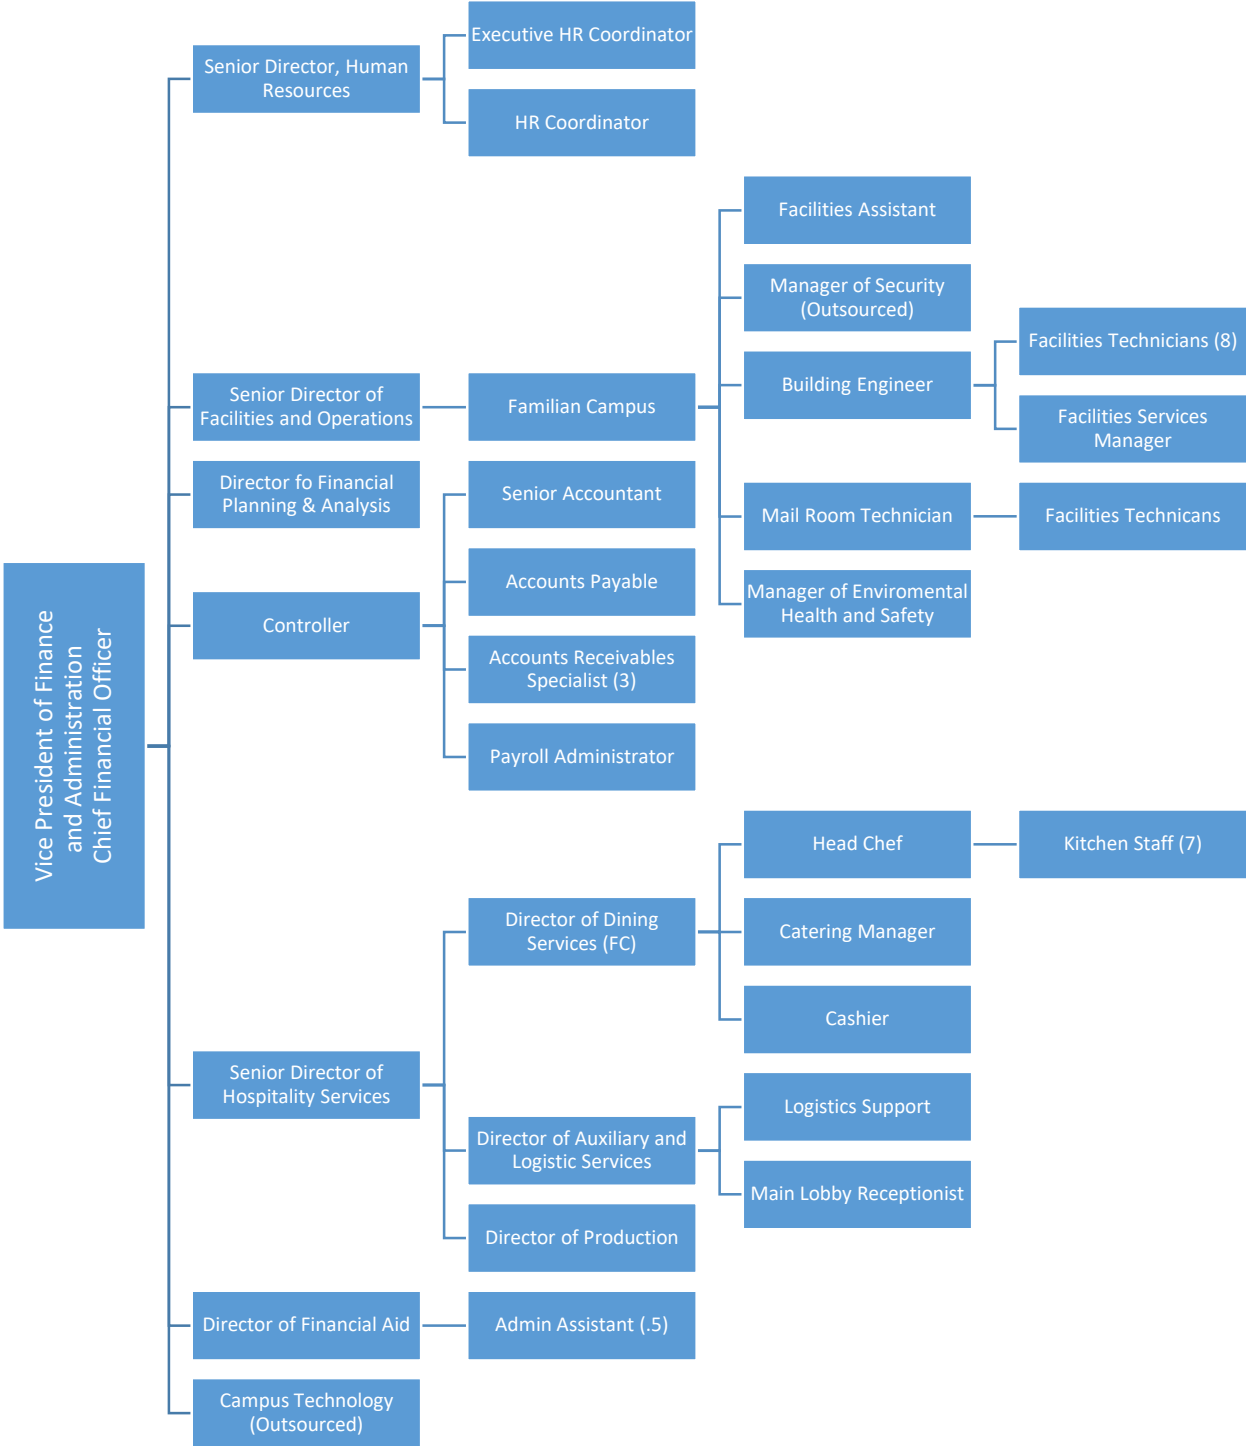 Vice President of Finance
and Administration
Chief Financial Officer
Senior Director, Human
Resources
Executive HR Coordinator
HR Coordinator
Senior Director of
Facilities and Operations
Familian Campus
Facilities Assistant
Manager of Security
(Outsourced)
Building Engineer
Facilities Technicians (8)
Facilities Services
Manager
Mail Room Technician
Facilities Technicans
Manager of Enviromental
Health and Safety
Director fo Financial
Planning & Analysis
Controller
Senior Accountant
Accounts Payable
Accounts Receivables
Specialist (3)
Payroll Administrator
Senior Director of
Hospitality Services
Director of Dining
Services (FC)
Head Chef
Kitchen Staff (7)
Catering Manager
Cashier
Director of Auxiliary and
Logistic Services
Logistics Support
Main Lobby Receptionist
Director of Production
Director of Financial Aid
Admin Assistant (.5)
Campus Technology
(Outsourced)